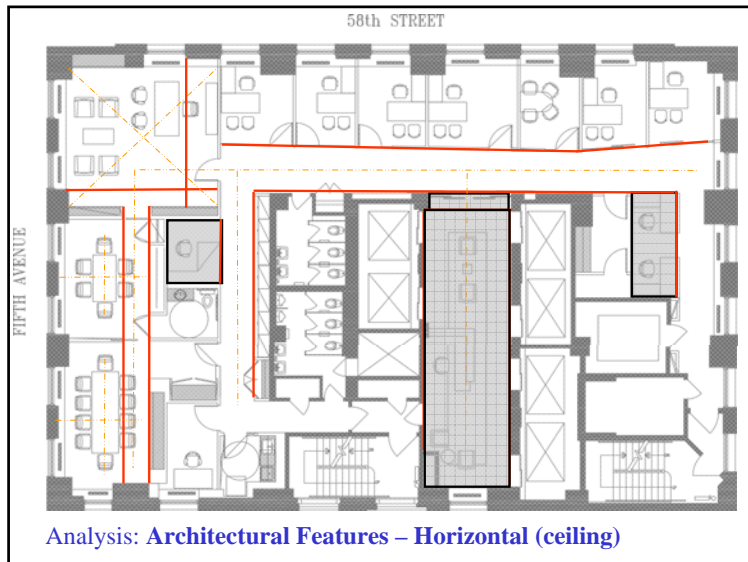 58th STREET
FIFTH AVENUE
Analysis: Architectural Features – Horizontal (ceiling)